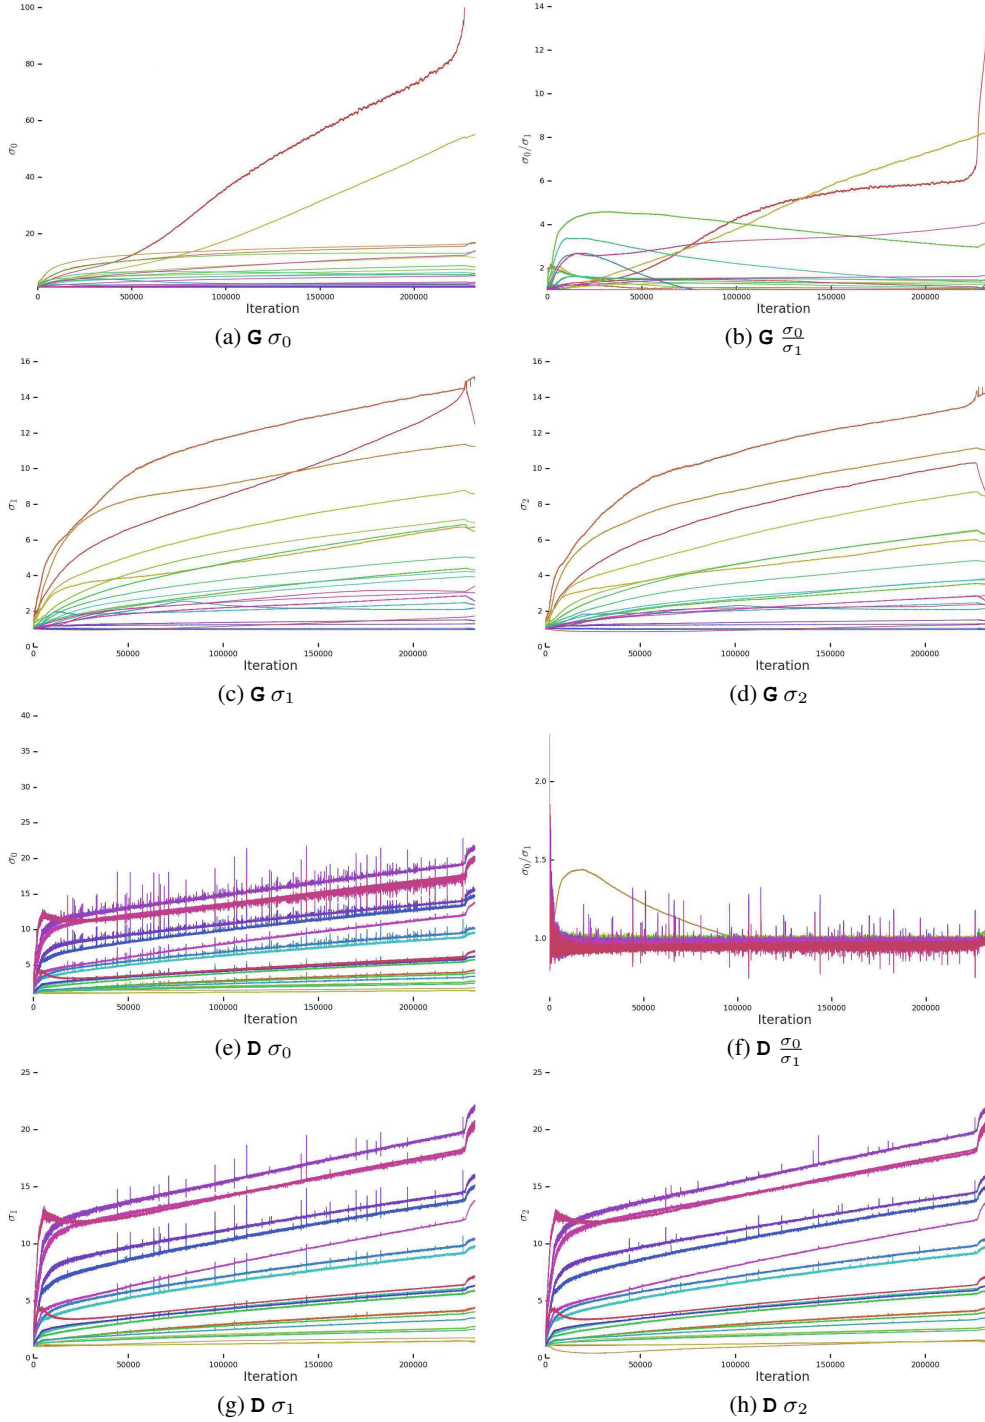 100
80
60
40
20
σ0
0 50000 100000 150000 200000
Iteration
(a) G σ0
14
12
10
8
6
4
2
σ0/σ1
0 50000 100000 150000 200000
Iteration
(b) G σ0/σ1
16
14
12
10
8
6
4
2
0
σ1
0 50000 100000 150000 200000
Iteration
(c) G σ1
16
14
12
10
8
6
4
2
0
σ2
0 50000 100000 150000 200000
Iteration
(d) G σ2
40
35
30
25
20
15
10
5
σ0
0 50000 100000 150000 200000
Iteration
(e) D σ0
2.0
1.5
1.0
σ0/σ1
0 50000 100000 150000 200000
Iteration
(f) D σ0/σ1
25
20
15
10
5
0
σ1
0 50000 100000 150000 200000
Iteration
(g) D σ1
25
20
15
10
5
0
σ2
0 50000 100000 150000 200000
Iteration
(h) D σ2